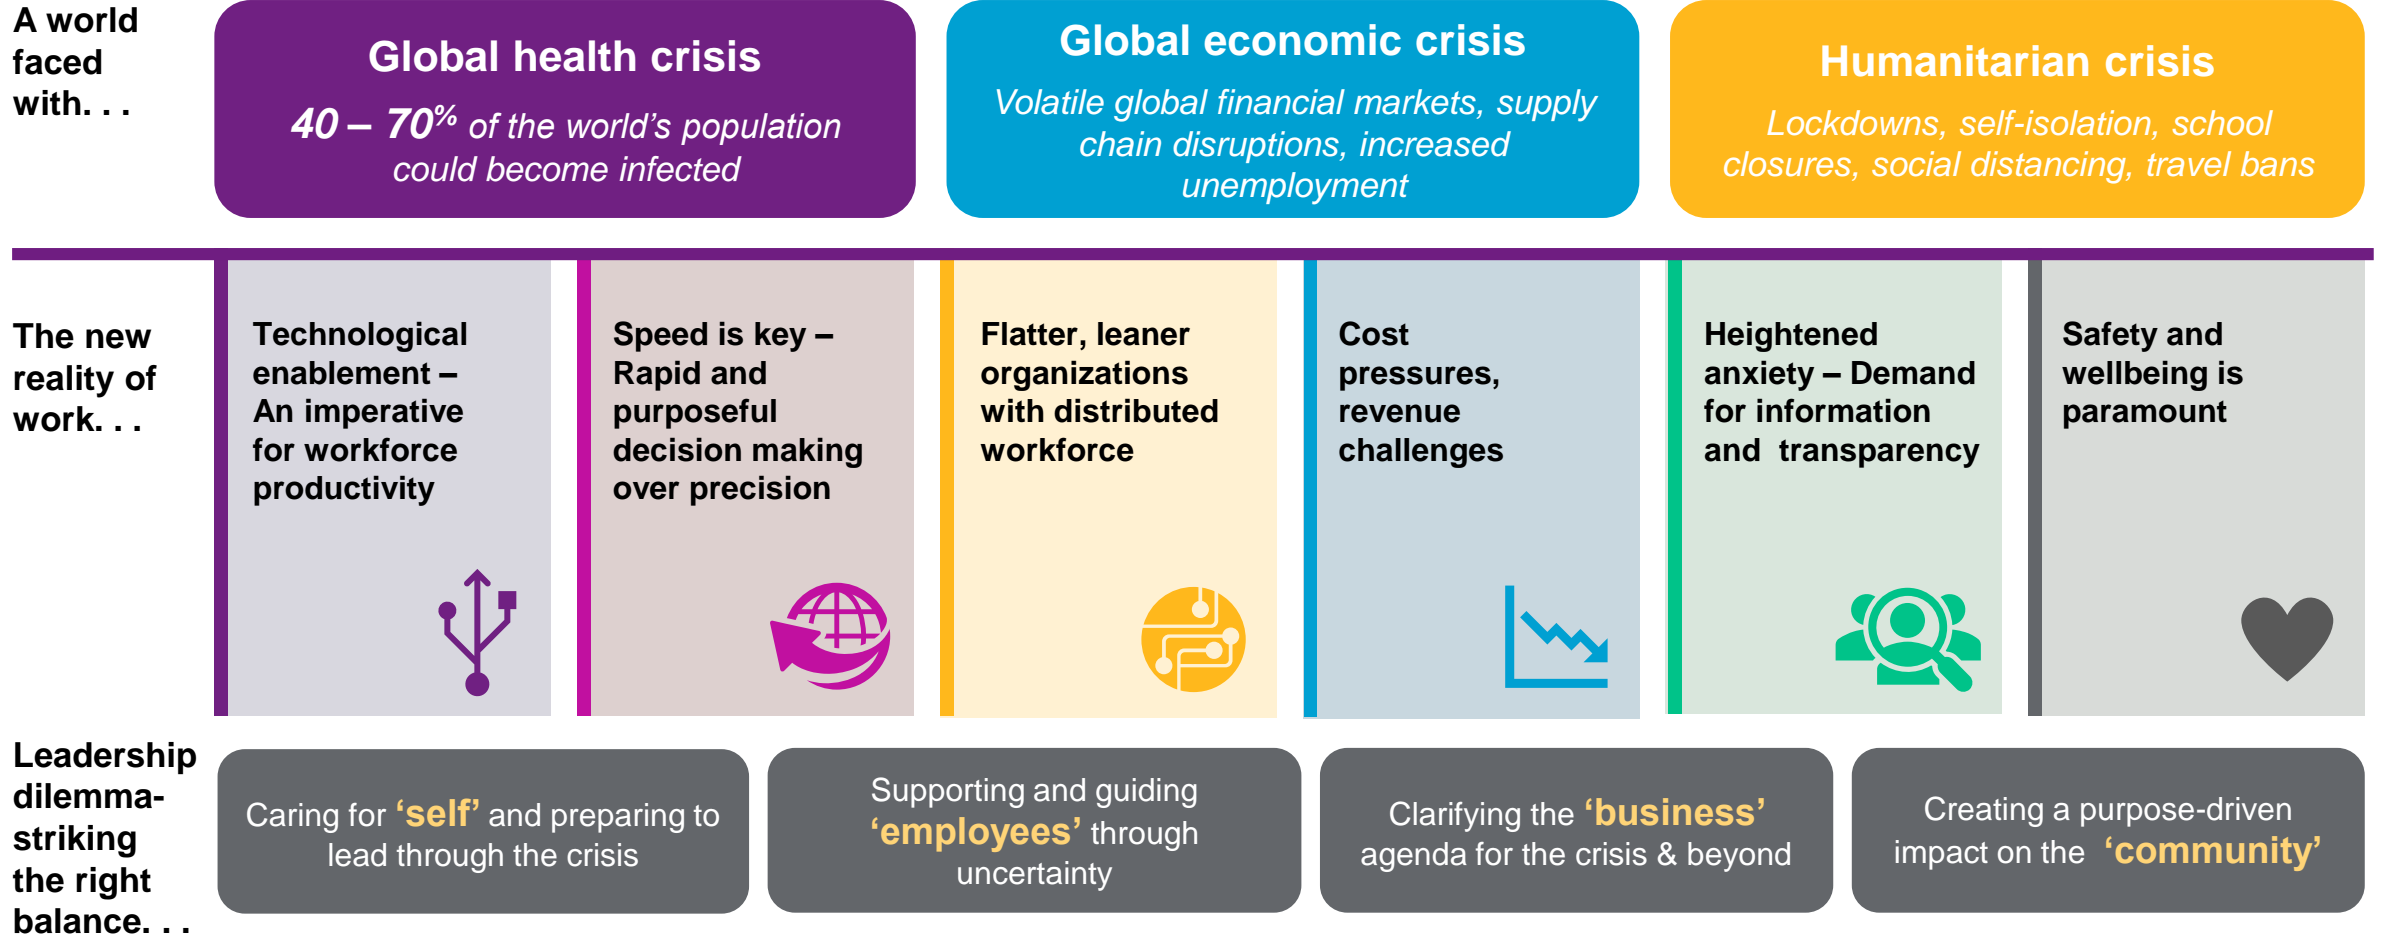 A world
faced
with. . .
Global health crisis
40 – 70% of the world's population
could become infected
Global economic crisis
Volatile global financial markets, supply
chain disruptions, increased
unemployment
Humanitarian crisis
Lockdowns, self-isolation, school
closures, social distancing, travel bans
The new
reality of
work. . .
Technological
enablement –
An imperative
for workforce
productivity
Speed is key –
Rapid and
purposeful
decision making
over precision
Flatter, leaner
organizations
with distributed
workforce
Cost
pressures,
revenue
challenges
Heightened
anxiety – Demand
for information
and  transparency
Safety and
wellbeing is
paramount
Leadership
dilemma-
striking
the right
balance. . .
Caring for ‘self’ and preparing to
lead through the crisis
Supporting and guiding
‘employees’ through
uncertainty
Clarifying the ‘business’
agenda for the crisis & beyond
Creating a purpose-driven
impact on the  ‘community’